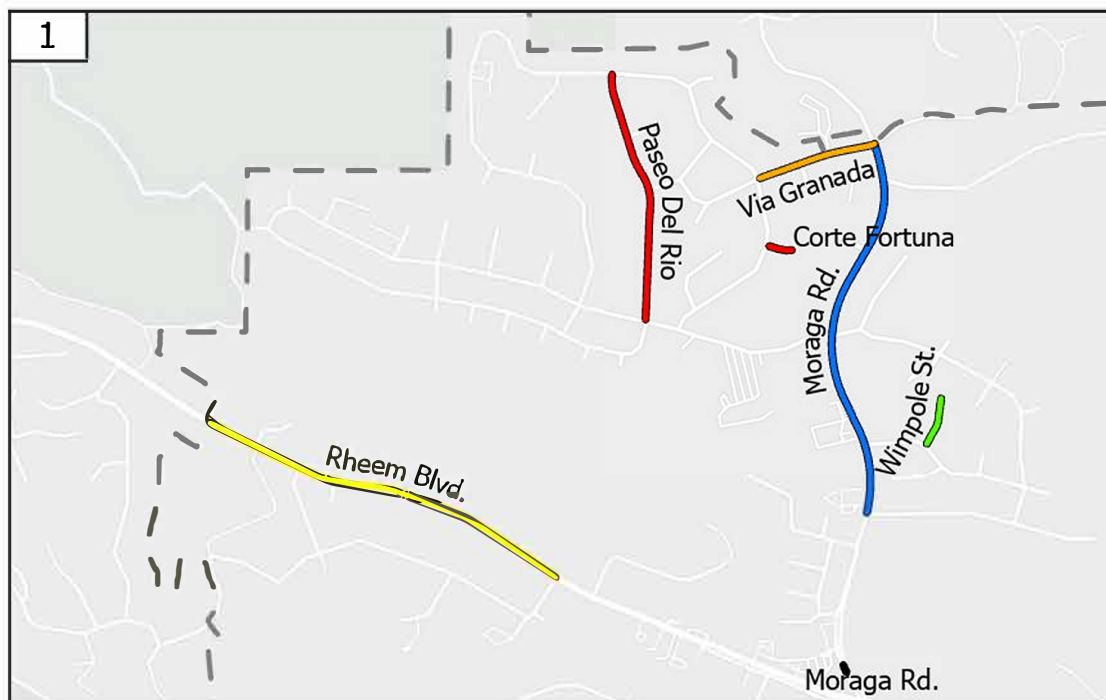 1
Paseo Del Rio
Via Granada
Corte Fortuna
Moraga Rd.
Wimpole St.
Rheem Blvd.
Moraga Rd.